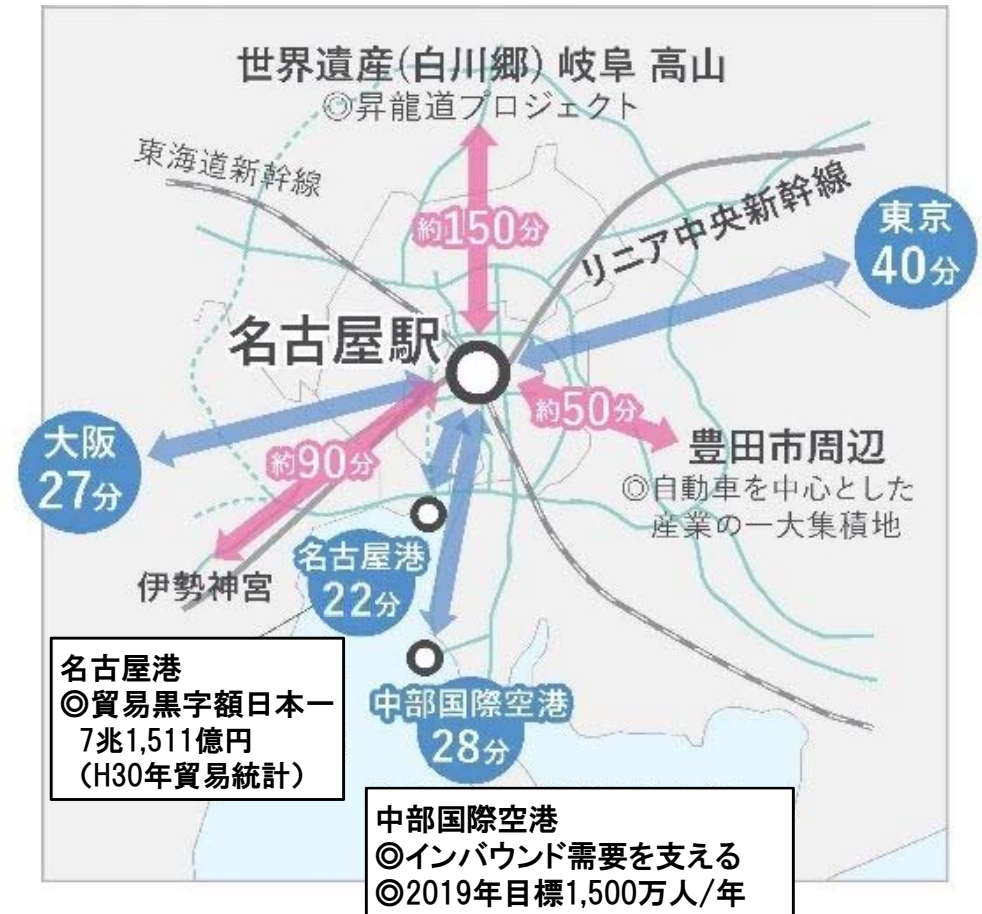 世界遺産(白川郷) 岐阜 高山
◎昇龍道プロジェクト
東海道新幹線
約150分
リニア中央新幹線
東京
40分
名古屋駅
約50分
大阪
27分
約90分
豊田市周辺
◎自動車を中心とした
産業の一大集積地
伊勢神宮
名古屋港
22分
名古屋港
◎貿易黒字額日本一
7兆1,511億円
（H30年貿易統計）
中部国際空港
28分
中部国際空港
◎インバウンド需要を支える
◎2019年目標1,500万人/年